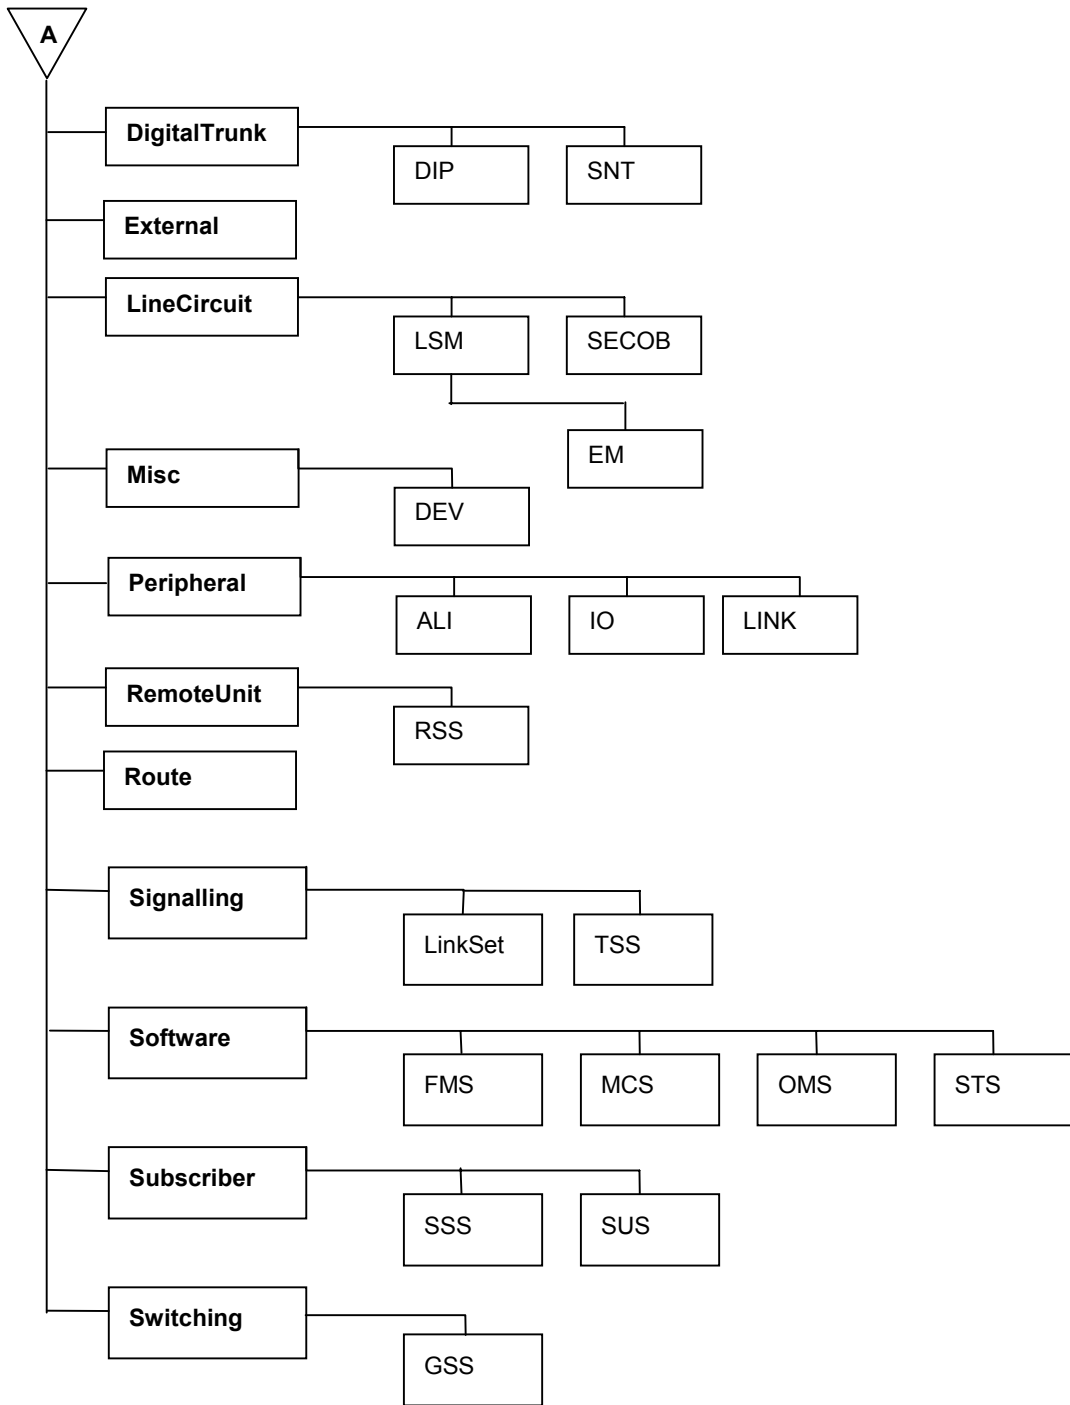 A
DigitalTrunk
DIP
SNT
External
LineCircuit
LSM
SECOB
EM
Misc
DEV
Peripheral
ALI
IO
LINK
RemoteUnit
RSS
Route
Signalling
LinkSet
TSS
Software
FMS
MCS
OMS
STS
Subscriber
SSS
SUS
Switching
GSS